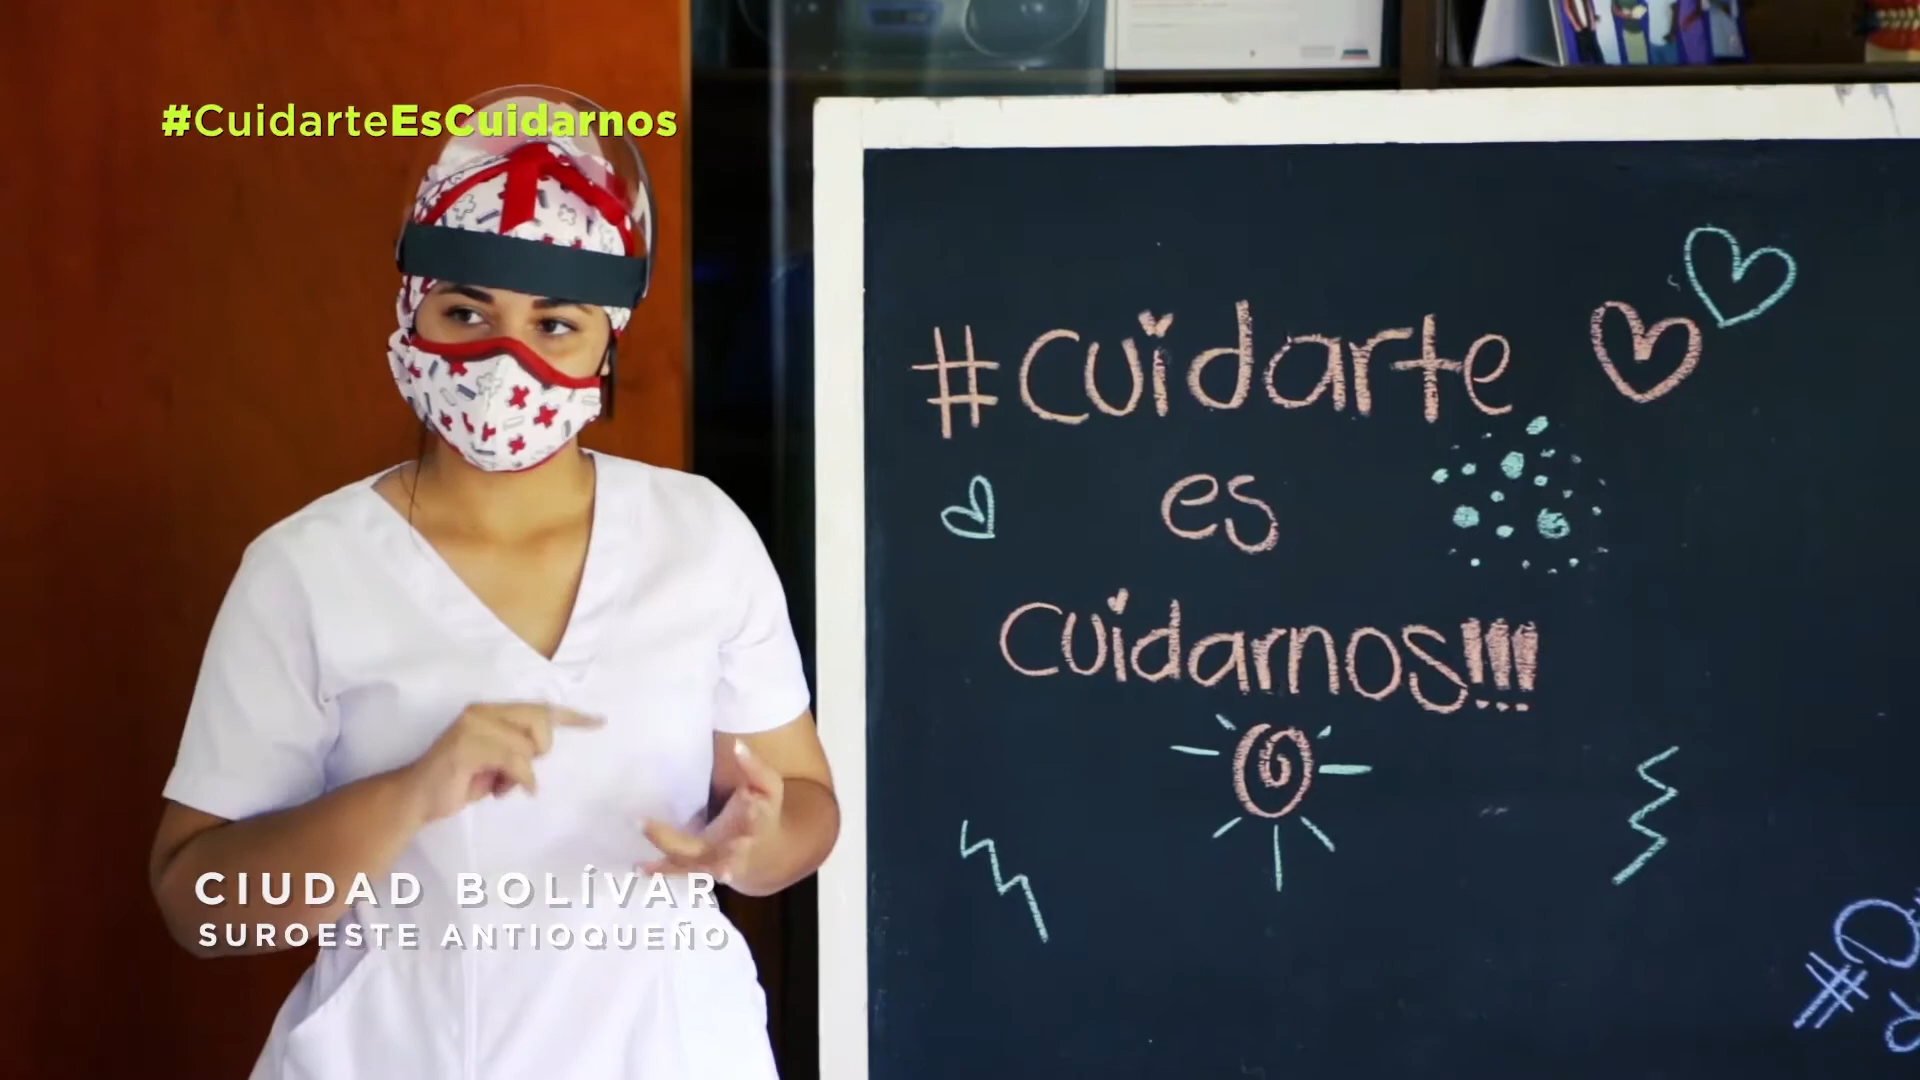 #CuidarteEsCuidarnos
#cuidarte
es
cuidarnos!!!
CIUDAD BOLÍVAR
SUROESTE ANTIOQUEÑO